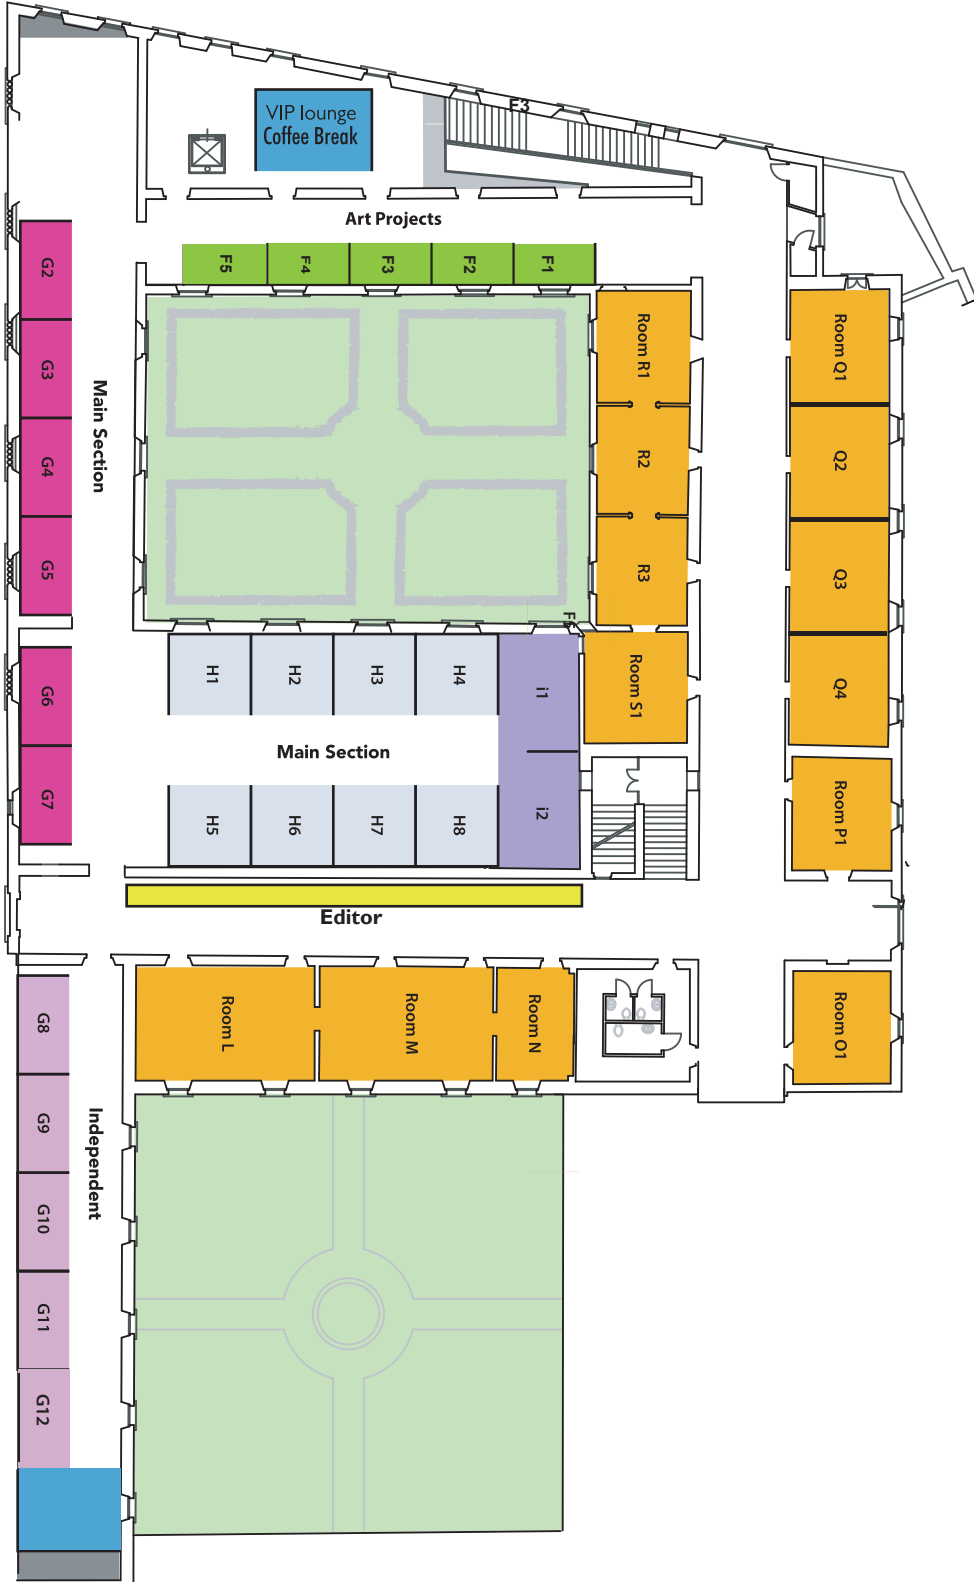 F3
VIP lounge
Coffee Break
Art Projects
F5
F4
F3
F2
F1
G2
G3
G4
G5
G6
G7
Main Section
Room R1
R2
R3
Room S1
Room Q1
Q2
Q3
Q4
Room P1
Room O1
F
H1
H2
H3
H4
i1
Main Section
H5
H6
H7
H8
i2
Editor
Room L
Room M
Room N
G8
G9
G10
G11
G12
Independent